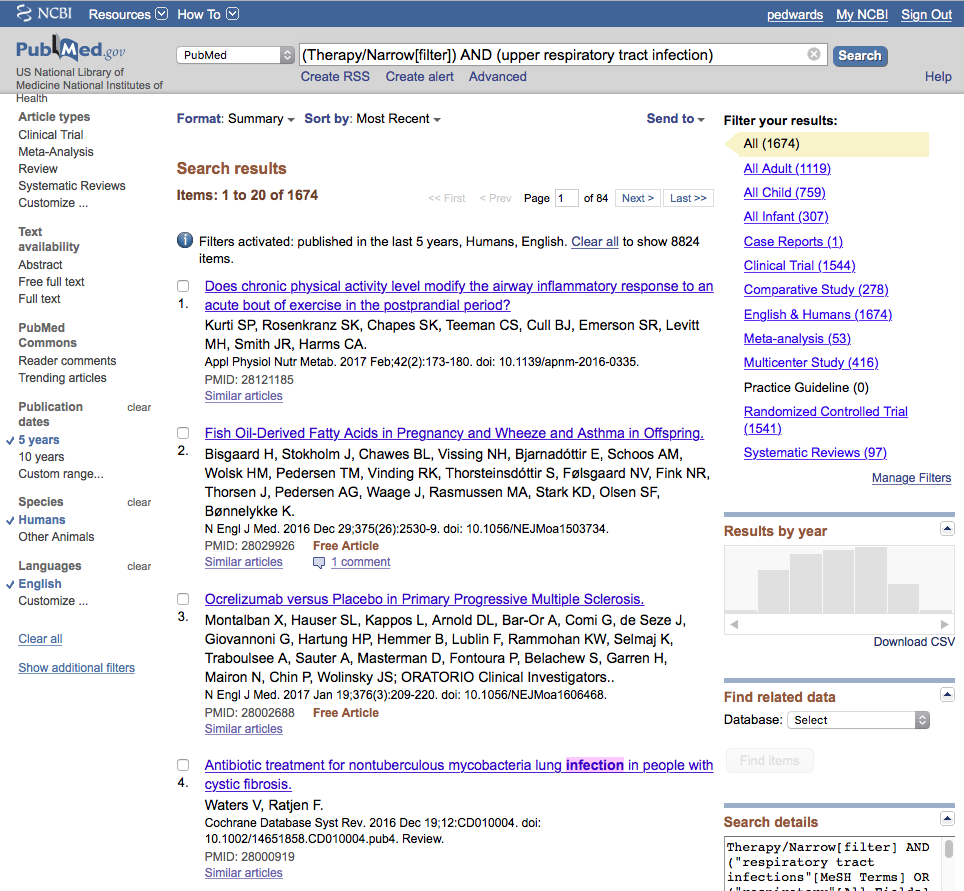 NCBI Resources How To pedwards My NCBI Sign Out
PubMed.gov
US National Library of
Medicine National Institutes of
Health
PubMed
(Therapy/Narrow[filter]) AND (upper respiratory tract infection)
Search
Create RSS Create alert Advanced
Help
Article types
Clinical Trial
Meta-Analysis
Review
Systematic Reviews
Customize ...
Text
availability
Abstract
Free full text
Full text
PubMed
Commons
Reader comments
Trending articles
Publication
dates
clear
5 years
10 years
Custom range...
Species clear
Humans
Other Animals
Languages clear
English
Customize ...
Clear all
Show additional filters
Format: Summary Sort by: Most Recent Send to
Search results
Items: 1 to 20 of 1674
<< First < Prev Page 1 of 84 Next > Last >>
Filters activated: published in the last 5 years, Humans, English. Clear all to show 8824
items.
Does chronic physical activity level modify the airway inflammatory response to an
1. acute bout of exercise in the postprandial period?
Kurti SP, Rosenkranz SK, Chapes SK, Teeman CS, Cull BJ, Emerson SR, Levitt
MH, Smith JR, Harms CA.
Appl Physiol Nutr Metab. 2017 Feb;42(2):173-180. doi: 10.1139/apnm-2016-0335.
PMID: 28121185
Similar articles
Fish Oil-Derived Fatty Acids in Pregnancy and Wheeze and Asthma in Offspring.
2. Bisgaard H, Stokholm J, Chawes BL, Vissing NH, Bjarnadóttir E, Schoos AM,
Wolsk HM, Pedersen TM, Vinding RK, Thorsteinsdóttir S, Følsgaard NV, Fink NR,
Thorsen J, Pedersen AG, Waage J, Rasmussen MA, Stark KD, Olsen SF,
Bønnelykke K.
N Engl J Med. 2016 Dec 29;375(26):2530-9. doi: 10.1056/NEJMoa1503734.
PMID: 28029926 Free Article
Similar articles 1 comment
Ocrelizumab versus Placebo in Primary Progressive Multiple Sclerosis.
3. Montalban X, Hauser SL, Kappos L, Arnold DL, Bar-Or A, Comi G, de Seze J,
Giovannoni G, Hartung HP, Hemmer B, Lublin F, Rammohan KW, Selmaj K,
Traboulsee A, Sauter A, Masterman D, Fontoura P, Belachew S, Garren H,
Mairon N, Chin P, Wolinsky JS; ORATORIO Clinical Investigators..
N Engl J Med. 2017 Jan 19;376(3):209-220. doi: 10.1056/NEJMoa1606468.
PMID: 28002688 Free Article
Similar articles
Antibiotic treatment for nontuberculous mycobacteria lung infection in people with
4. cystic fibrosis.
Waters V, Ratjen F.
Cochrane Database Syst Rev. 2016 Dec 19;12:CD010004. doi:
10.1002/14651858.CD010004.pub4. Review.
PMID: 28000919
Similar articles
Filter your results:
All (1674)
All Adult (1119)
All Child (759)
All Infant (307)
Case Reports (1)
Clinical Trial (1544)
Comparative Study (278)
English & Humans (1674)
Meta-analysis (53)
Multicenter Study (416)
Practice Guideline (0)
Randomized Controlled Trial
(1541)
Systematic Reviews (97)
Manage Filters
Results by year
Download CSV
Find related data
Database: Select
Find items
Search details
Therapy/Narrow[filter] AND
("respiratory tract
infections"[MeSH Terms] OR
("respiratory"[All Fields]